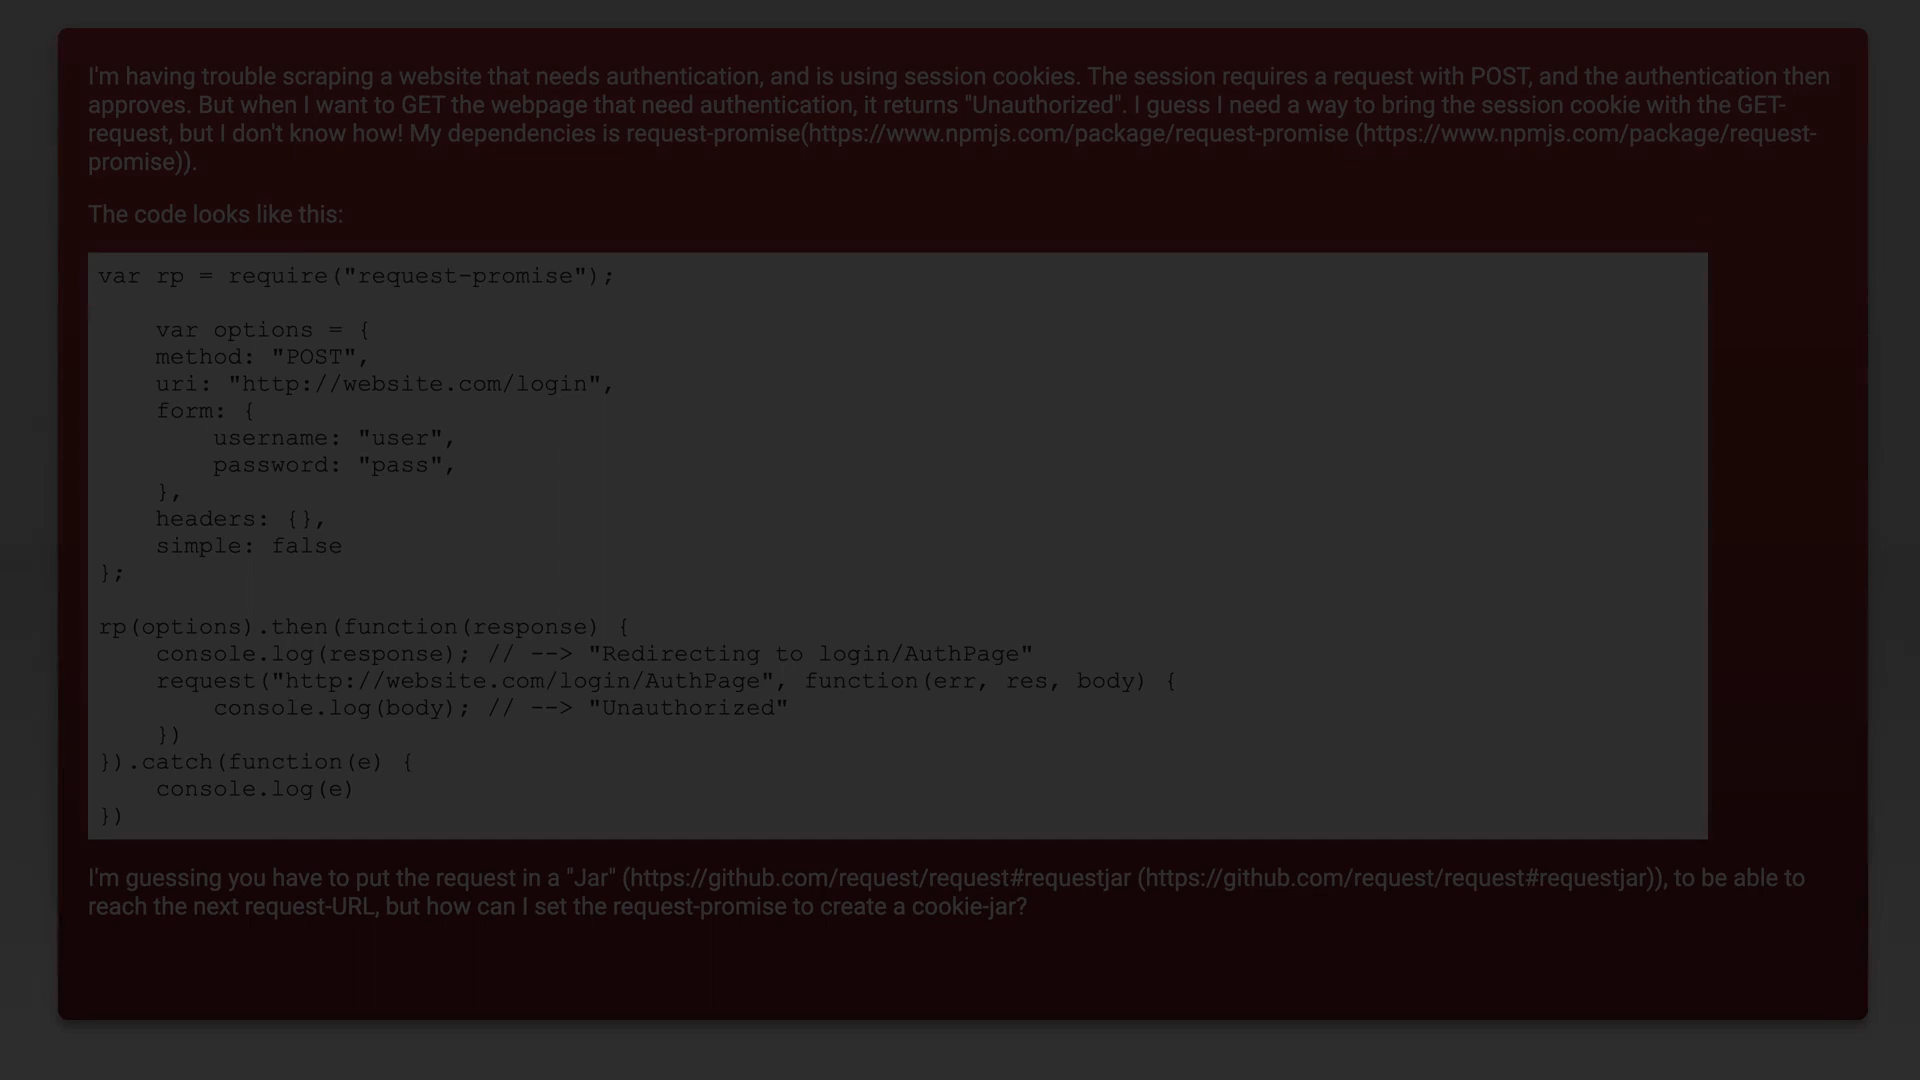 I'm having trouble scraping a website that needs authentication, and is using session cookies. The session requires a request with POST, and the authentication then
approves. But when I want to GET the webpage that need authentication, it returns "Unauthorized". I guess I need a way to bring the session cookie with the GET-
request, but I don't know how! My dependencies is request-promise(https://www.npmjs.com/package/request-promise (https://www.npmjs.com/package/request-
promise)).
The code looks like this:
var rp = require("request-promise");
    var options = {
    method: "POST",
    uri: "http://website.com/login",
    form: {
        username: "user",
        password: "pass",
    },
    headers: {},
    simple: false
};
rp(options).then(function(response) {
    console.log(response); // --> "Redirecting to login/AuthPage"
    request("http://website.com/login/AuthPage", function(err, res, body) {
        console.log(body); // --> "Unauthorized"
    })
}).catch(function(e) {
    console.log(e)
})
I'm guessing you have to put the request in a "Jar" (https://github.com/request/request#requestjar (https://github.com/request/request#requestjar)), to be able to
reach the next request-URL, but how can I set the request-promise to create a cookie-jar?